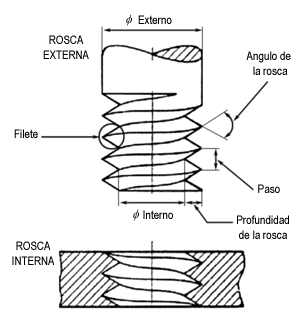 ϕ Externo
ROSCA
EXTERNA
Angulo de
la rosca
Filete
Paso
ϕ Interno
Profundidad
de la rosca
ROSCA
INTERNA